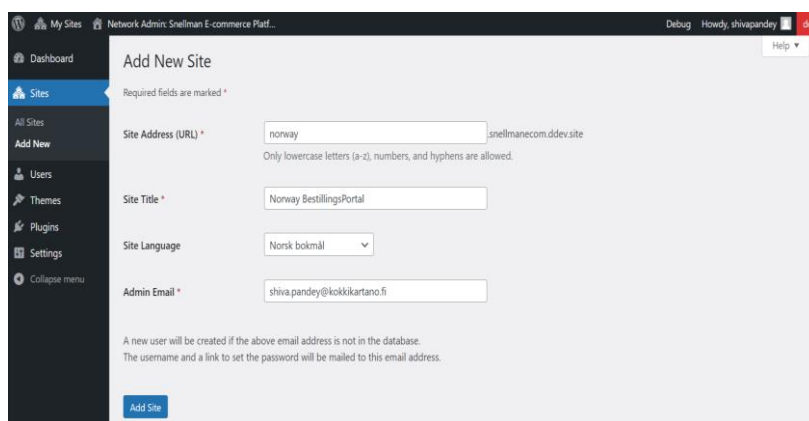 My Sites Network Admin: Snellman E-commerce Platf... Debug Howdy, shivapandey
Help
Dashboard
Sites
All Sites
Add New
Users
Themes
Plugins
Settings
Collapse menu
Add New Site
Required fields are marked *
Site Address (URL) * norway .snellmanecom.ddev.site
Only lowercase letters (a-z), numbers, and hyphens are allowed.
Site Title * Norway BestillingsPortal
Site Language Norsk bokmål
Admin Email * shiva.pandey@kokkikartano.fi
A new user will be created if the above email address is not in the database.
The username and a link to set the password will be mailed to this email address.
Add Site